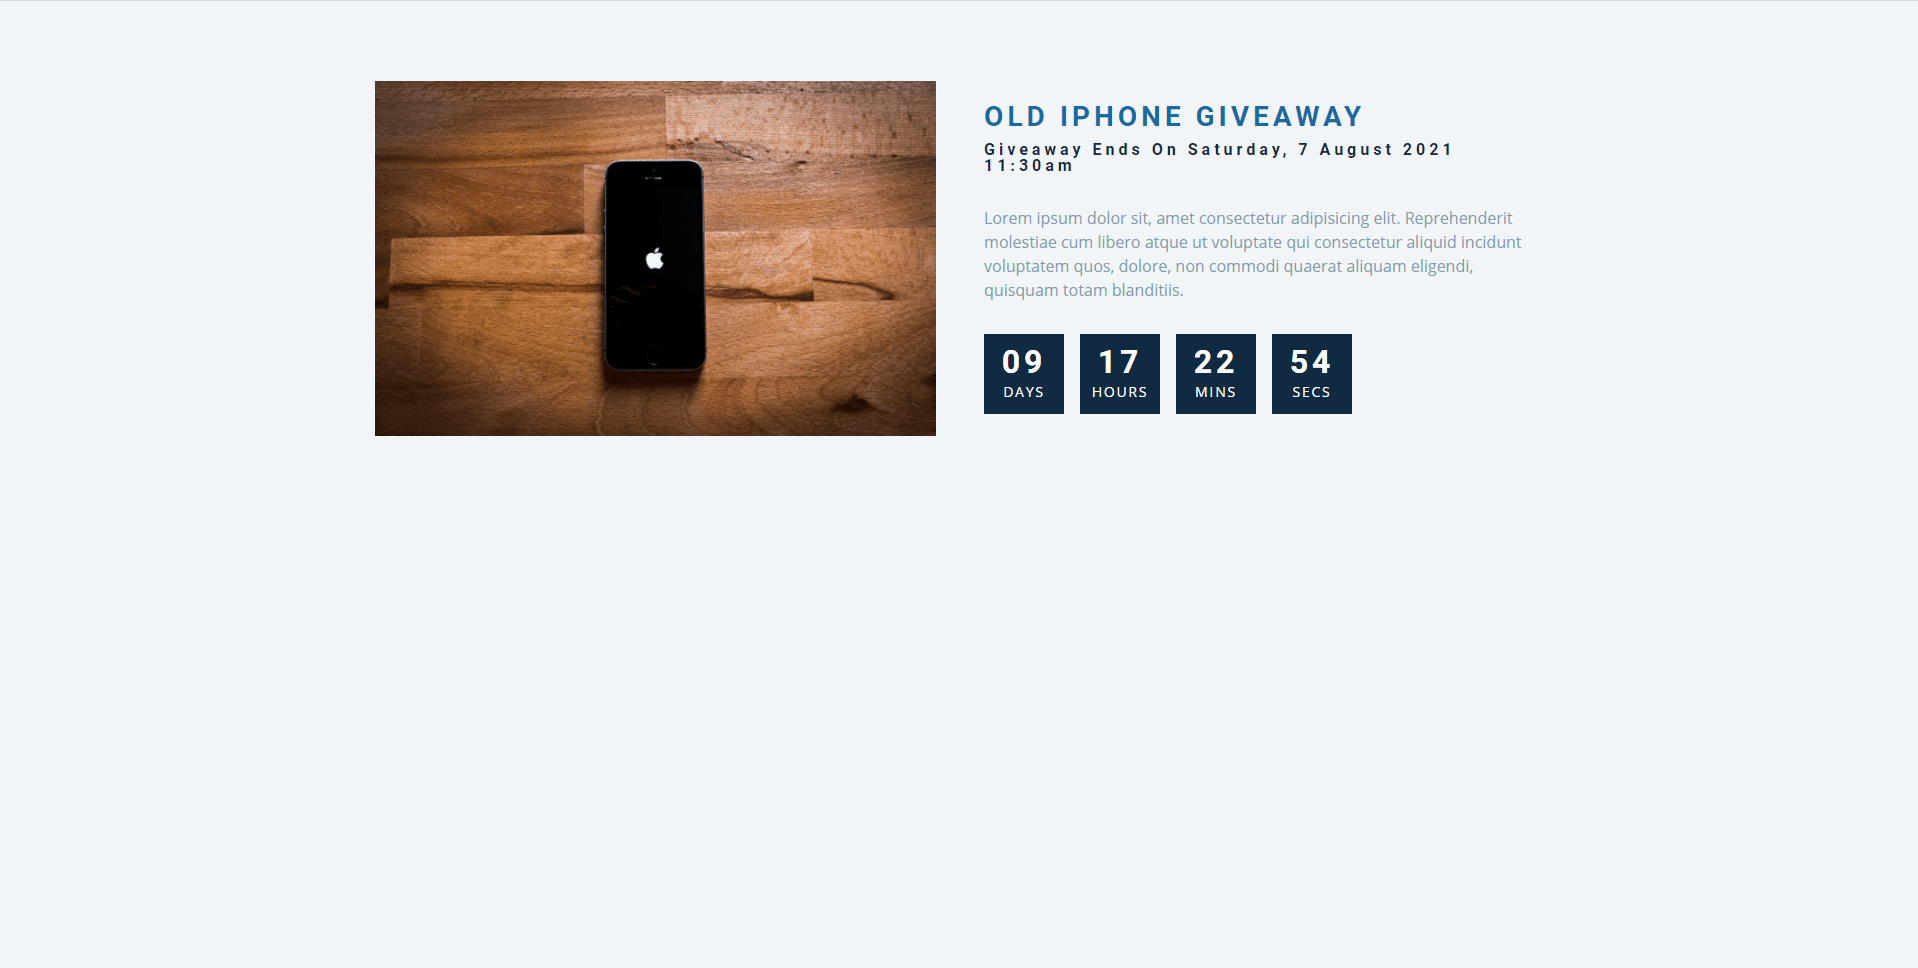 OLD IPHONE GIVEAWAY
Giveaway Ends On Saturday, 7 August 2021
11:30am
Lorem ipsum dolor sit, amet consectetur adipisicing elit. Reprehenderit
molestiae cum libero atque ut voluptate qui consectetur aliquid incidunt
voluptatem quos, dolore, non commodi quaerat aliquam eligendi,
quisquam totam blanditiis.
09 17 22 54
DAYS HOURS MINS SECS